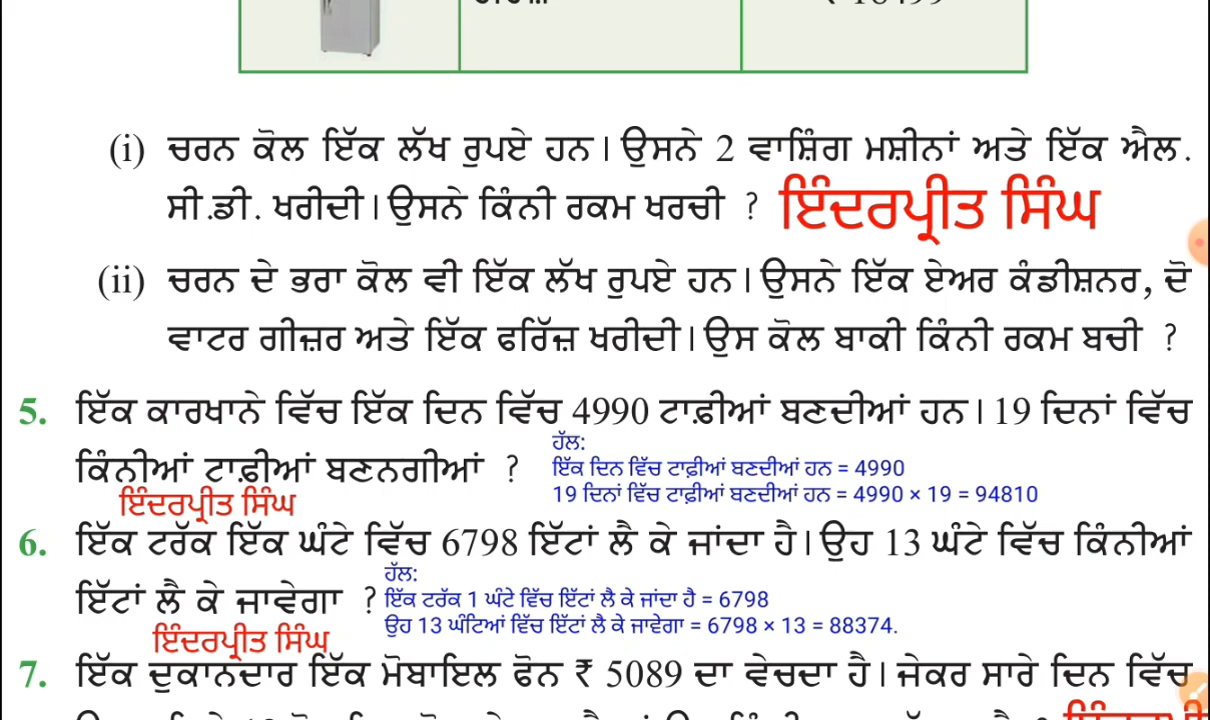 (i) ਚਰਨ ਕੋਲ ਇੱਕ ਲੱਖ ਰੁਪਏ ਹਨ। ਉਸਨੇ 2 ਵਾਸ਼ਿੰਗ ਮਸ਼ੀਨਾਂ ਅਤੇ ਇੱਕ ਐਲ.
ਸੀ.ਡੀ. ਖਰੀਦੀ। ਉਸਨੇ ਕਿੰਨੀ ਰਕਮ ਖਰਚੀ ? ਇੰਦਰਪ੍ਰੀਤ ਸਿੰਘ
(ii) ਚਰਨ ਦੇ ਭਰਾ ਕੋਲ ਵੀ ਇੱਕ ਲੱਖ ਰੁਪਏ ਹਨ। ਉਸਨੇ ਇੱਕ ਏਅਰ ਕੰਡੀਸ਼ਨਰ, ਦੋ
ਵਾਟਰ ਗੀਜ਼ਰ ਅਤੇ ਇੱਕ ਫਰਿੱਜ਼ ਖਰੀਦੀ। ਉਸ ਕੋਲ ਬਾਕੀ ਕਿੰਨੀ ਰਕਮ ਬਚੀ ?
5. ਇੱਕ ਕਾਰਖਾਨੇ ਵਿੱਚ ਇੱਕ ਦਿਨ ਵਿੱਚ 4990 ਟਾਫ਼ੀਆਂ ਬਣਦੀਆਂ ਹਨ। 19 ਦਿਨਾਂ ਵਿੱਚ
ਕਿੰਨੀਆਂ ਟਾਫ਼ੀਆਂ ਬਣਨਗੀਆਂ ?
ਹੱਲ:
ਇੱਕ ਦਿਨ ਵਿੱਚ ਟਾਫ਼ੀਆਂ ਬਣਦੀਆਂ ਹਨ = 4990
19 ਦਿਨਾਂ ਵਿੱਚ ਟਾਫ਼ੀਆਂ ਬਣਦੀਆਂ ਹਨ = 4990 × 19 = 94810
ਇੰਦਰਪ੍ਰੀਤ ਸਿੰਘ
6. ਇੱਕ ਟਰੱਕ ਇੱਕ ਘੰਟੇ ਵਿੱਚ 6798 ਇੱਟਾਂ ਲੈ ਕੇ ਜਾਂਦਾ ਹੈ। ਉਹ 13 ਘੰਟੇ ਵਿੱਚ ਕਿੰਨੀਆਂ
ਇੱਟਾਂ ਲੈ ਕੇ ਜਾਵੇਗਾ ?
ਹੱਲ:
ਇੱਕ ਟਰੱਕ 1 ਘੰਟੇ ਵਿੱਚ ਇੱਟਾਂ ਲੈ ਕੇ ਜਾਂਦਾ ਹੈ = 6798
ਉਹ 13 ਘੰਟਿਆਂ ਵਿੱਚ ਇੱਟਾਂ ਲੈ ਕੇ ਜਾਵੇਗਾ = 6798 × 13 = 88374.
ਇੰਦਰਪ੍ਰੀਤ ਸਿੰਘ
7. ਇੱਕ ਦੁਕਾਨਦਾਰ ਇੱਕ ਮੋਬਾਇਲ ਫੋਨ ₹ 5089 ਦਾ ਵੇਚਦਾ ਹੈ। ਜੇਕਰ ਸਾਰੇ ਦਿਨ ਵਿੱਚ